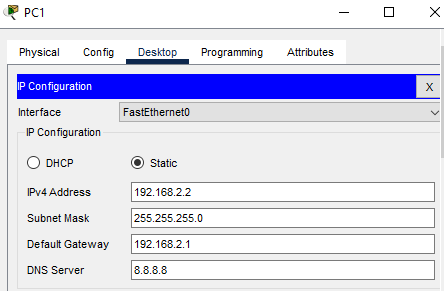 PC1
Physical Config Desktop Programming Attributes
IP Configuration X
Interface FastEthernet0
IP Configuration
DHCP Static
IPv4 Address 192.168.2.2
Subnet Mask 255.255.255.0
Default Gateway 192.168.2.1
DNS Server 8.8.8.8